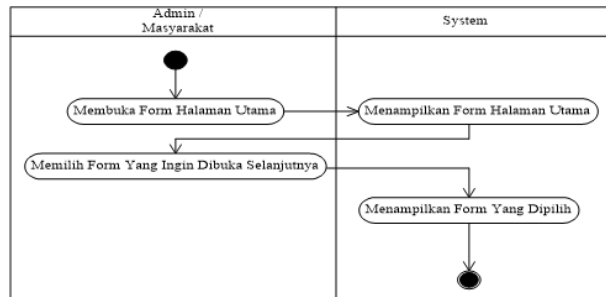 Admin /
Masyarakat
System
Membuka Form Halaman Utama
Menampilkan Form Halaman Utama
Memilih Form Yang Ingin Dibuka Selanjutnya
Menampilkan Form Yang Dipilih